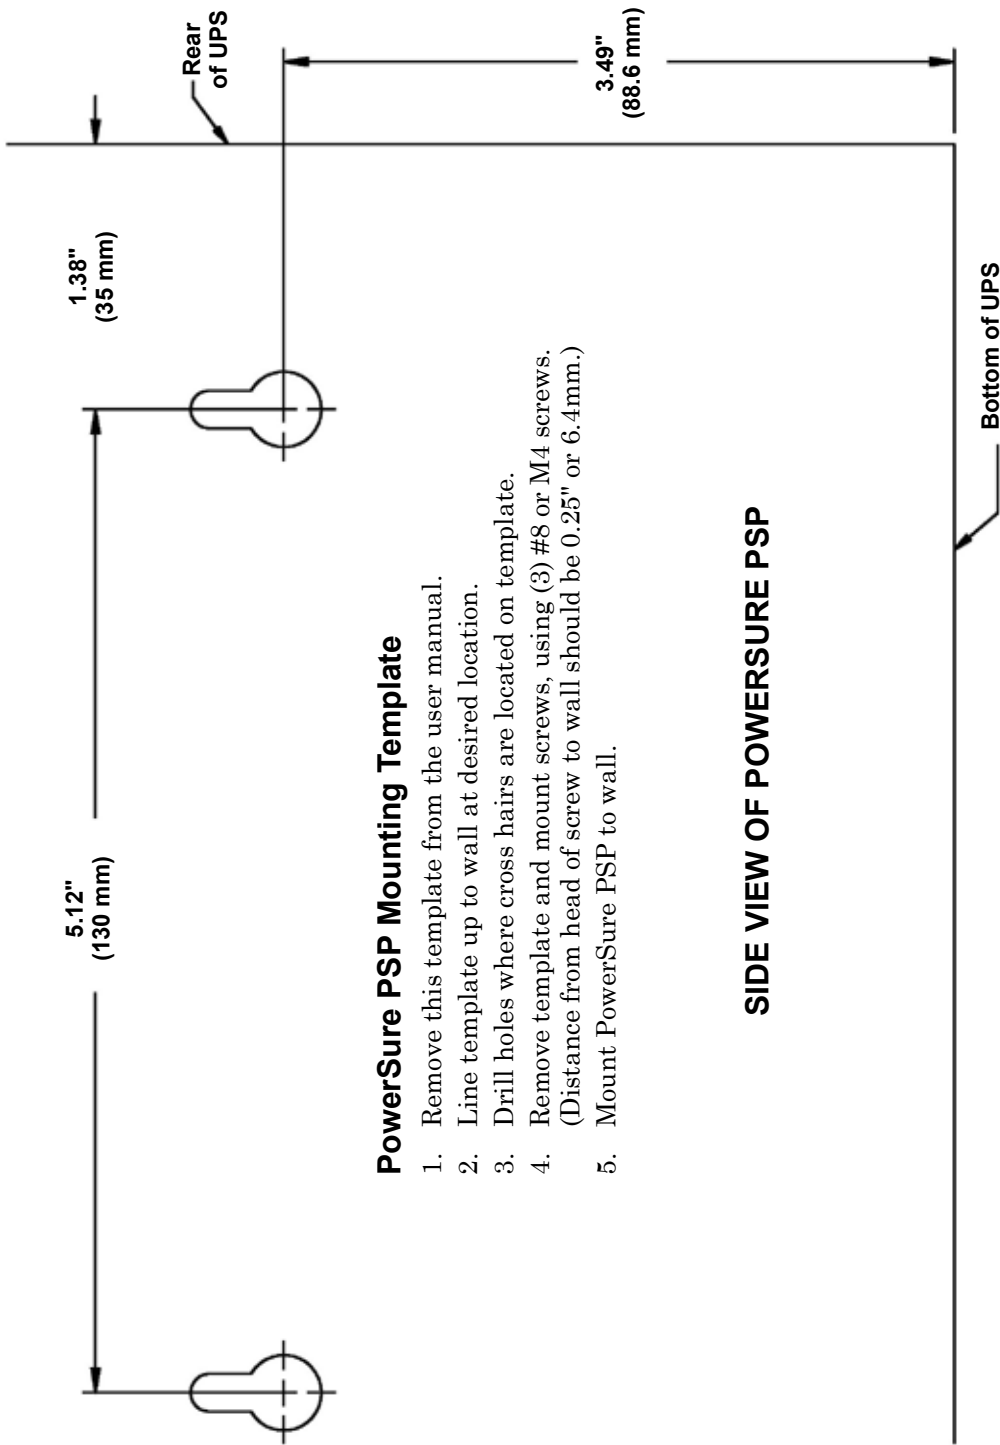 5.12"
(130 mm)
1.38"
(35 mm)
Rear
of UPS
3.49"
(88.6 mm)
PowerSure PSP Mounting Template
1. Remove this template from the user manual.
2. Line template up to wall at desired location.
3. Drill holes where cross hairs are located on template.
4. Remove template and mount screws, using (3) #8 or M4 screws.
(Distance from head of screw to wall should be 0.25" or 6.4mm.)
5. Mount PowerSure PSP to wall.
SIDE VIEW OF POWERSURE PSP
Bottom of UPS